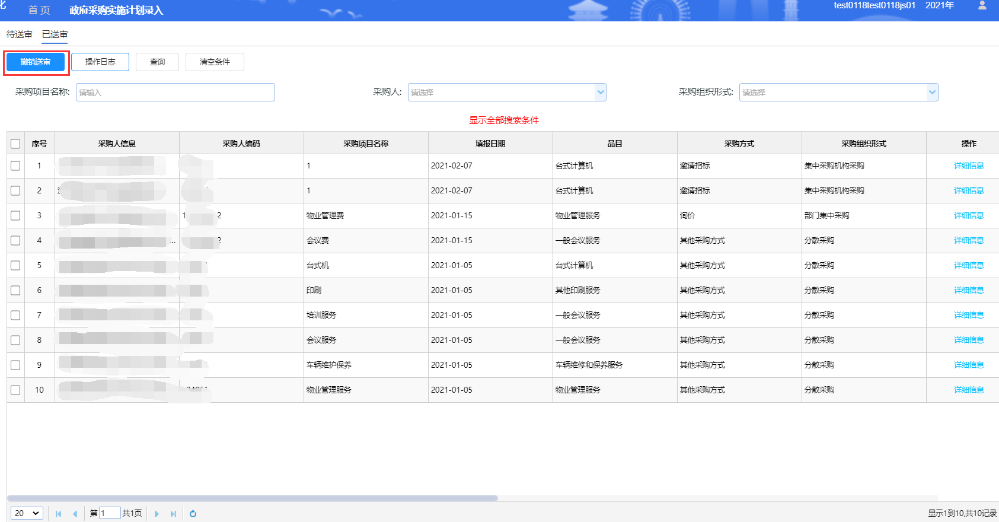 首页 政府采购实施计划录入 test0118test0118js01 2021年
待送审 已送审
撤销送审 操作日志 查询 清空条件
采购项目名称: 请输入 采购人: 请选择 采购组织形式: 请选择
显示全部搜索条件
序号 采购人信息 采购人编码 采购项目名称 填报日期 品目 采购方式 采购组织形式 操作
1 1 2021-02-07 台式计算机 邀请招标 集中采购机构采购 详细信息
2 1 2021-02-07 台式计算机 邀请招标 集中采购机构采购 详细信息
3 1 2 物业管理费 2021-01-15 物业管理服务 询价 部门集中采购 详细信息
4 ... 2 会议费 2021-01-15 一般会议服务 其他采购方式 分散采购 详细信息
5 台式机 2021-01-05 台式计算机 其他采购方式 分散采购 详细信息
6 印刷 2021-01-05 其他印刷服务 其他采购方式 分散采购 详细信息
7 培训服务 2021-01-05 一般会议服务 其他采购方式 分散采购 详细信息
8 会议服务 2021-01-05 一般会议服务 其他采购方式 分散采购 详细信息
9 车辆维护保养 2021-01-05 车辆维修和保养服务 其他采购方式 分散采购 详细信息
10 物业管理服务 2021-01-05 物业管理服务 其他采购方式 分散采购 详细信息
20 第 1 共1页 显示1到10,共10记录